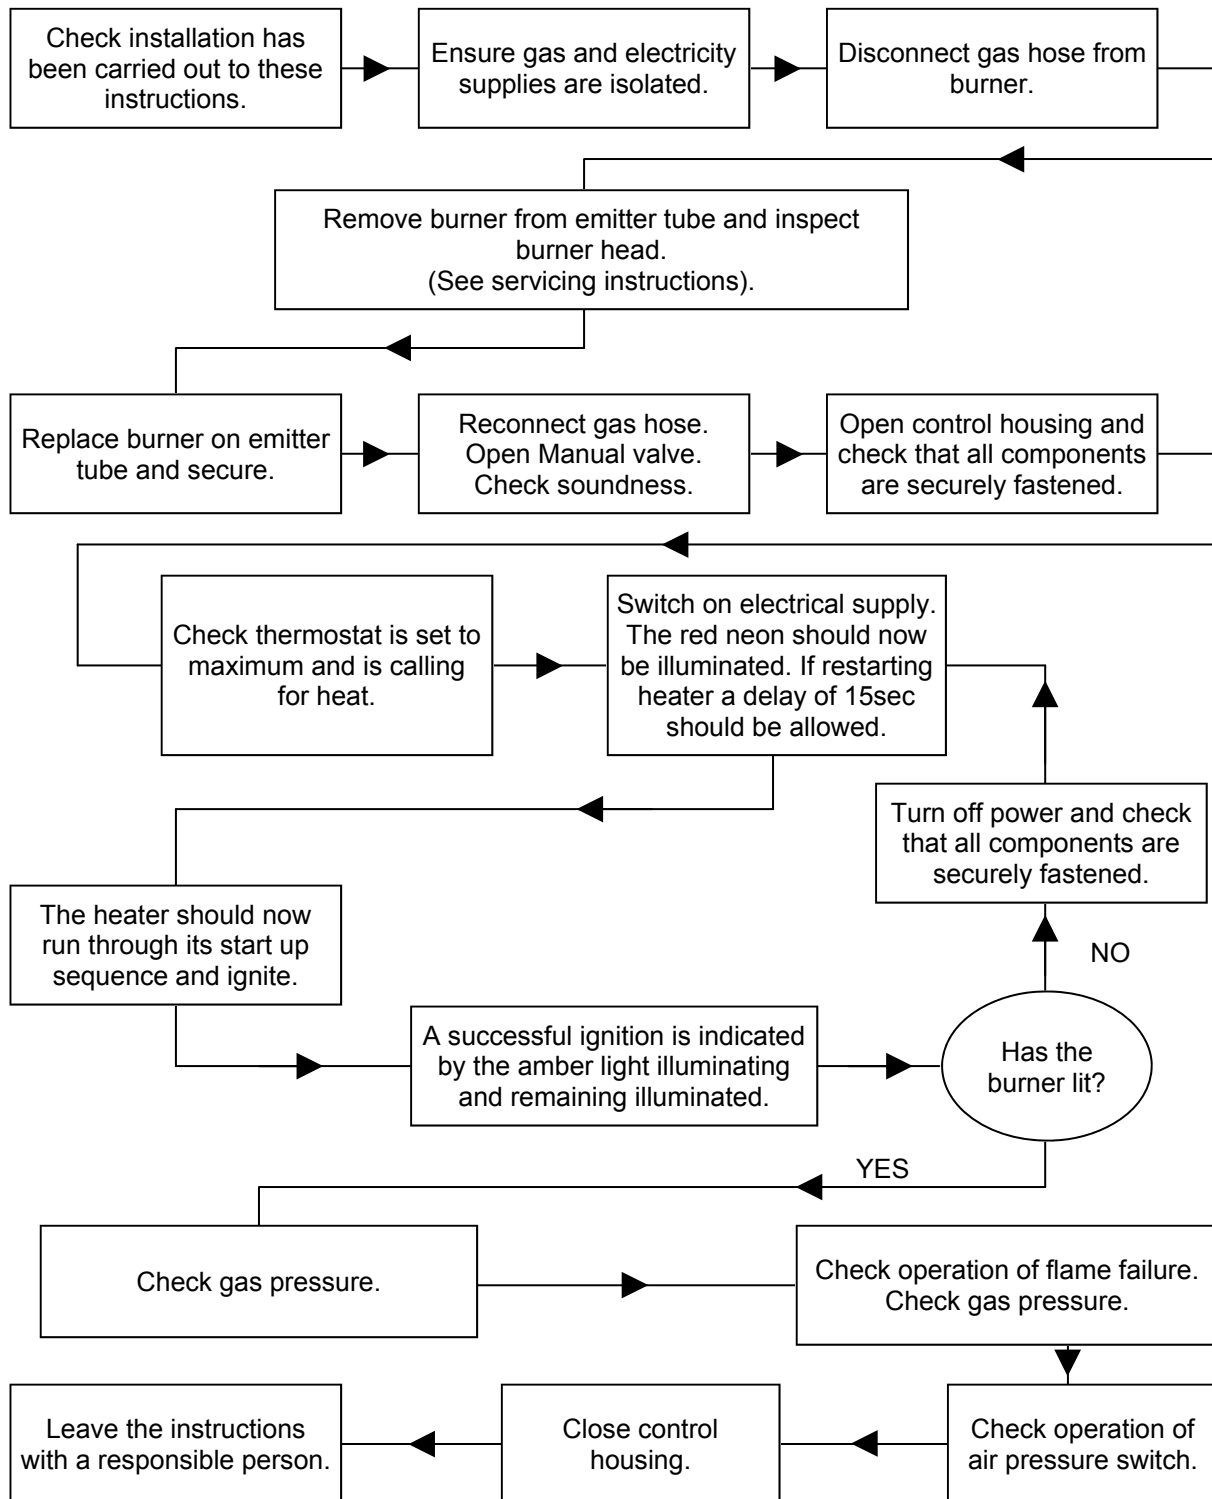 Check installation has
been carried out to these
instructions.
Ensure gas and electricity
supplies are isolated.
Disconnect gas hose from
burner.
Remove burner from emitter tube and inspect
burner head.
(See servicing instructions).
Replace burner on emitter
tube and secure.
Reconnect gas hose.
Open Manual valve.
Check soundness.
Open control housing and
check that all components
are securely fastened.
Check thermostat is set to
maximum and is calling
for heat.
Switch on electrical supply.
The red neon should now
be illuminated. If restarting
heater a delay of 15sec
should be allowed.
Turn off power and check
that all components are
securely fastened.
The heater should now
run through its start up
sequence and ignite.
NO
A successful ignition is indicated
by the amber light illuminating
and remaining illuminated.
Has the
burner lit?
YES
Check gas pressure.
Check operation of flame failure.
Check gas pressure.
Leave the instructions
with a responsible person.
Close control
housing.
Check operation of
air pressure switch.